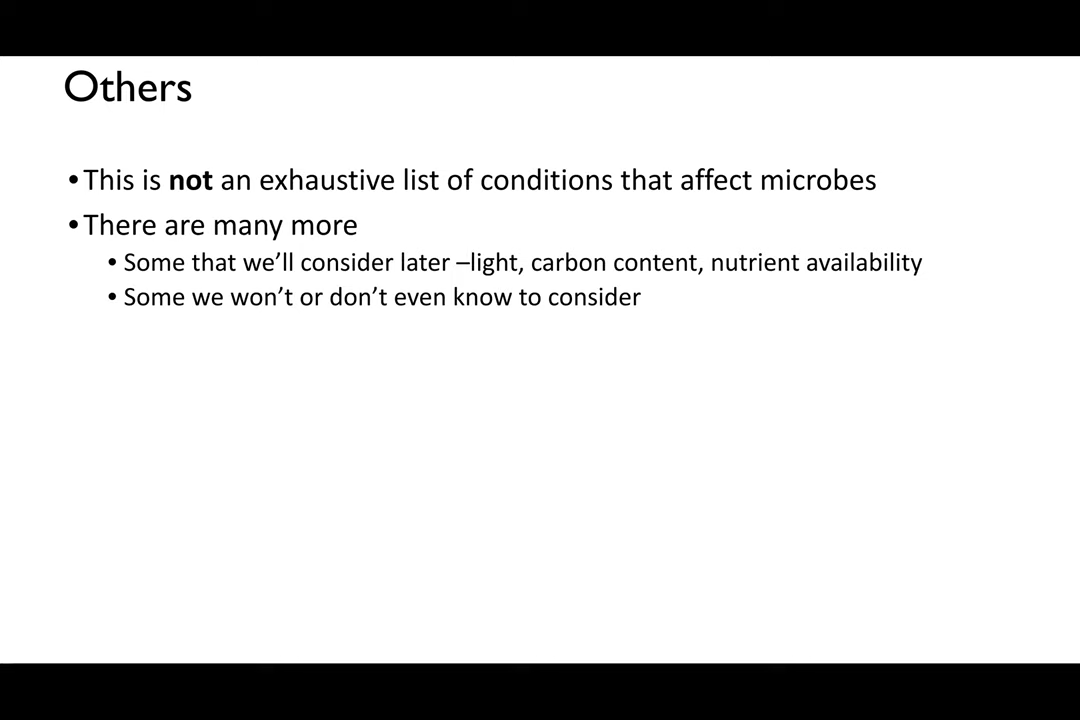 Others
• This is not an exhaustive list of conditions that affect microbes
• There are many more
• Some that we’ll consider later –light, carbon content, nutrient availability
• Some we won’t or don’t even know to consider